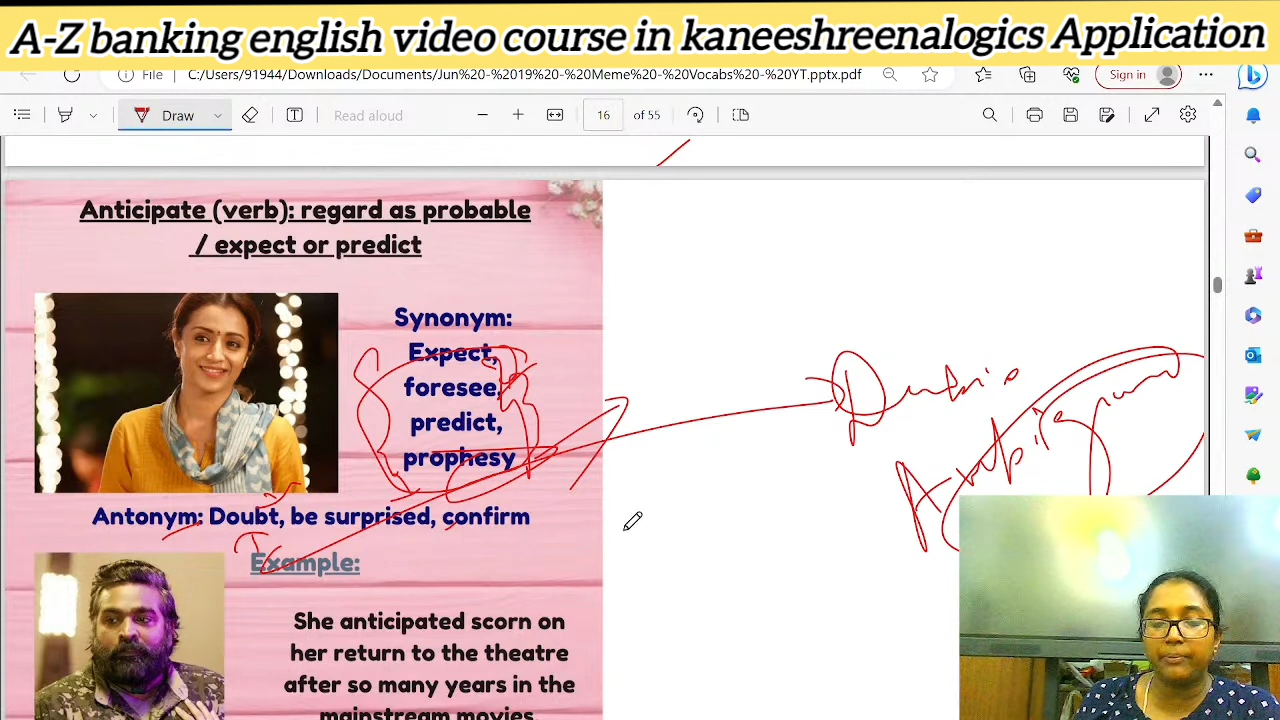 A-Z banking english video course in kaneeshreenalogics Application
File C:/Users/91944/Downloads/Documents/Jun%20-%2019%20-%20Meme%20-%20Vocabs%20-%20YT.pptx.pdf Sign in
Draw Read aloud 16 of 55
Anticipate (verb): regard as probable
/ expect or predict
Synonym:
Expect,
foresee,
predict,
prophesy
Antonym: Doubt, be surprised, confirm
Example:
She anticipated scorn on
her return to the theatre
after so many years in the
mainstream movies.